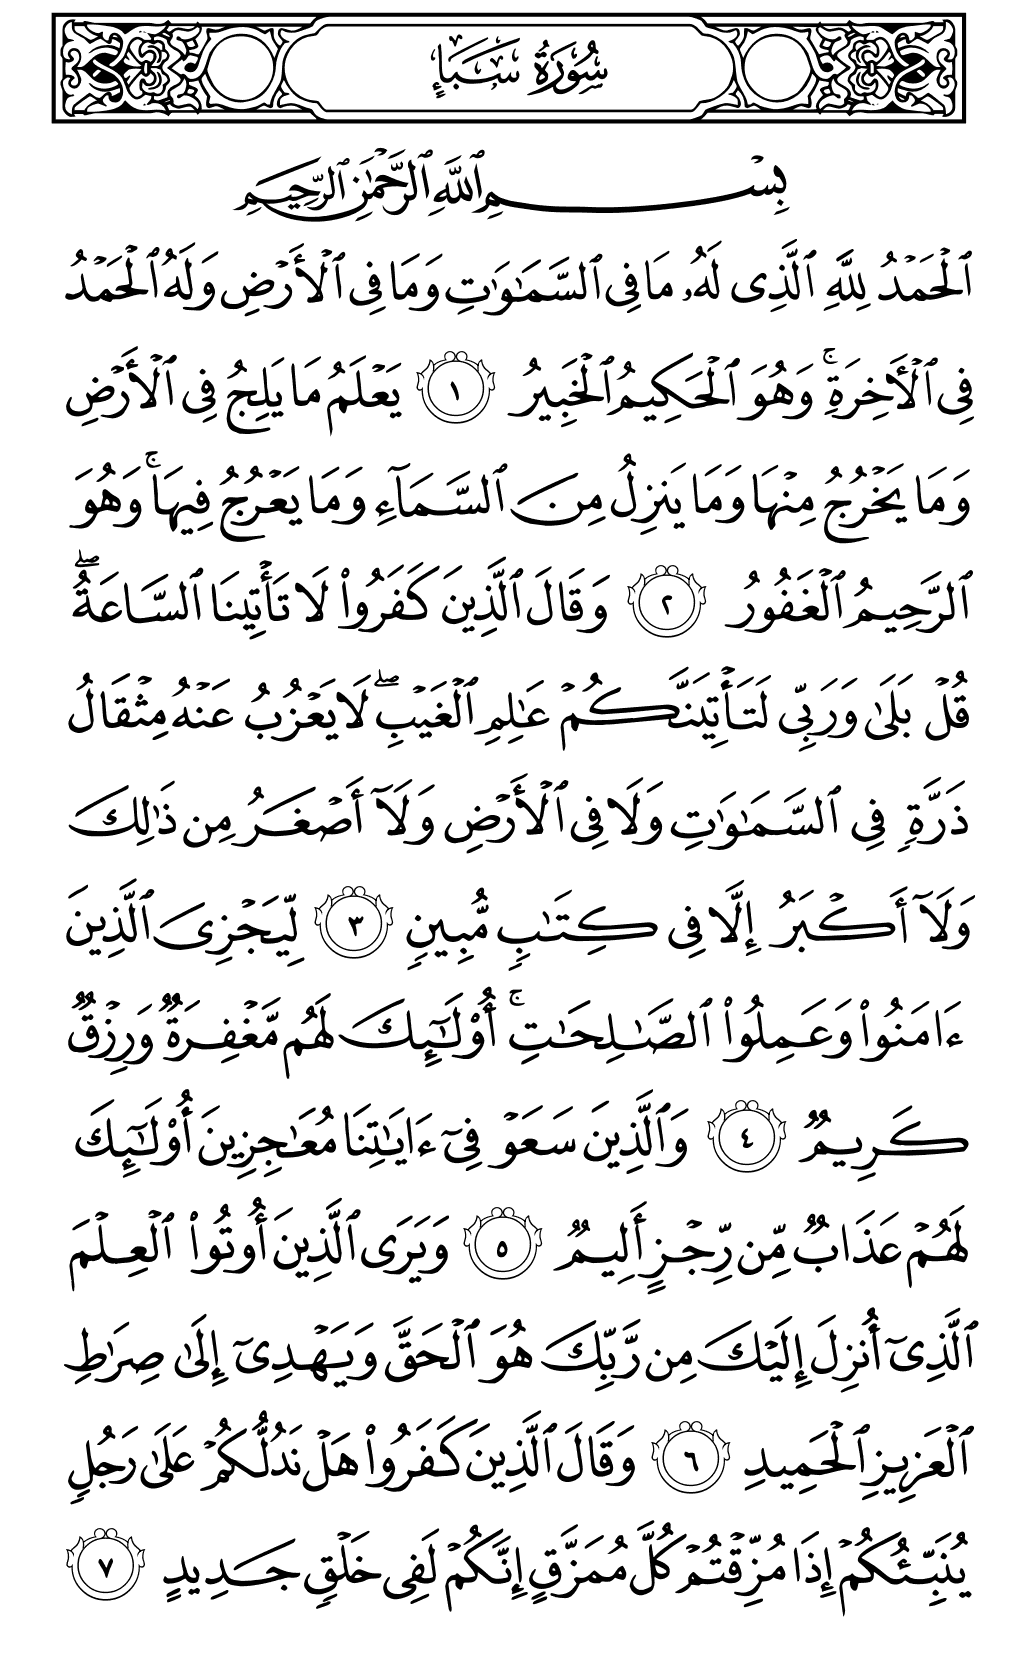 سُورَةُ سَبَإٍ
بِسْمِ ٱللَّهِ ٱلرَّحْمَٰنِ ٱلرَّحِيمِ
ٱلْحَمْدُ لِلَّهِ ٱلَّذِى لَهُۥ مَا فِى ٱلسَّمَٰوَٰتِ وَمَا فِى ٱلْأَرْضِ وَلَهُ ٱلْحَمْدُ
فِى ٱلْأَخِرَةِ ۚ وَهُوَ ٱلْحَكِيمُ ٱلْخَبِيرُ ١ يَعْلَمُ مَا يَلِجُ فِى ٱلْأَرْضِ
وَمَا يَخْرُجُ مِنْهَا وَمَا يَنزِلُ مِنَ ٱلسَّمَآءِ وَمَا يَعْرُجُ فِيهَا ۚ وَهُوَ
ٱلرَّحِيمُ ٱلْغَفُورُ ٢ وَقَالَ ٱلَّذِينَ كَفَرُوا۟ لَا تَأْتِينَا ٱلسَّاعَةُ ۖ
قُلْ بَلَىٰ وَرَبِّى لَتَأْتِيَنَّكُمْ عَٰلِمِ ٱلْغَيْبِ ۖ لَا يَعْزُبُ عَنْهُ مِثْقَالُ
ذَرَّةٍ فِى ٱلسَّمَٰوَٰتِ وَلَا فِى ٱلْأَرْضِ وَلَآ أَصْغَرُ مِن ذَٰلِكَ
وَلَآ أَكْبَرُ إِلَّا فِى كِتَٰبٍ مُّبِينٍ ٣ لِّيَجْزِىَ ٱلَّذِينَ
ءَامَنُوا۟ وَعَمِلُوا۟ ٱلصَّٰلِحَٰتِ ۚ أُو۟لَٰٓئِكَ لَهُم مَّغْفِرَةٌ وَرِزْقٌ
كَرِيمٌ ٤ وَٱلَّذِينَ سَعَوْ فِىٓ ءَايَٰتِنَا مُعَٰجِزِينَ أُو۟لَٰٓئِكَ
لَهُمْ عَذَابٌ مِّن رِّجْزٍ أَلِيمٌ ٥ وَيَرَى ٱلَّذِينَ أُوتُوا۟ ٱلْعِلْمَ
ٱلَّذِىٓ أُنزِلَ إِلَيْكَ مِن رَّبِّكَ هُوَ ٱلْحَقَّ وَيَهْدِىٓ إِلَىٰ صِرَٰطِ
ٱلْعَزِيزِ ٱلْحَمِيدِ ٦ وَقَالَ ٱلَّذِينَ كَفَرُوا۟ هَلْ نَدُلُّكُمْ عَلَىٰ رَجُلٍ
يُنَبِّئُكُمْ إِذَا مُزِّقْتُمْ كُلَّ مُمَزَّقٍ إِنَّكُمْ لَفِى خَلْقٍ جَدِيدٍ ٧